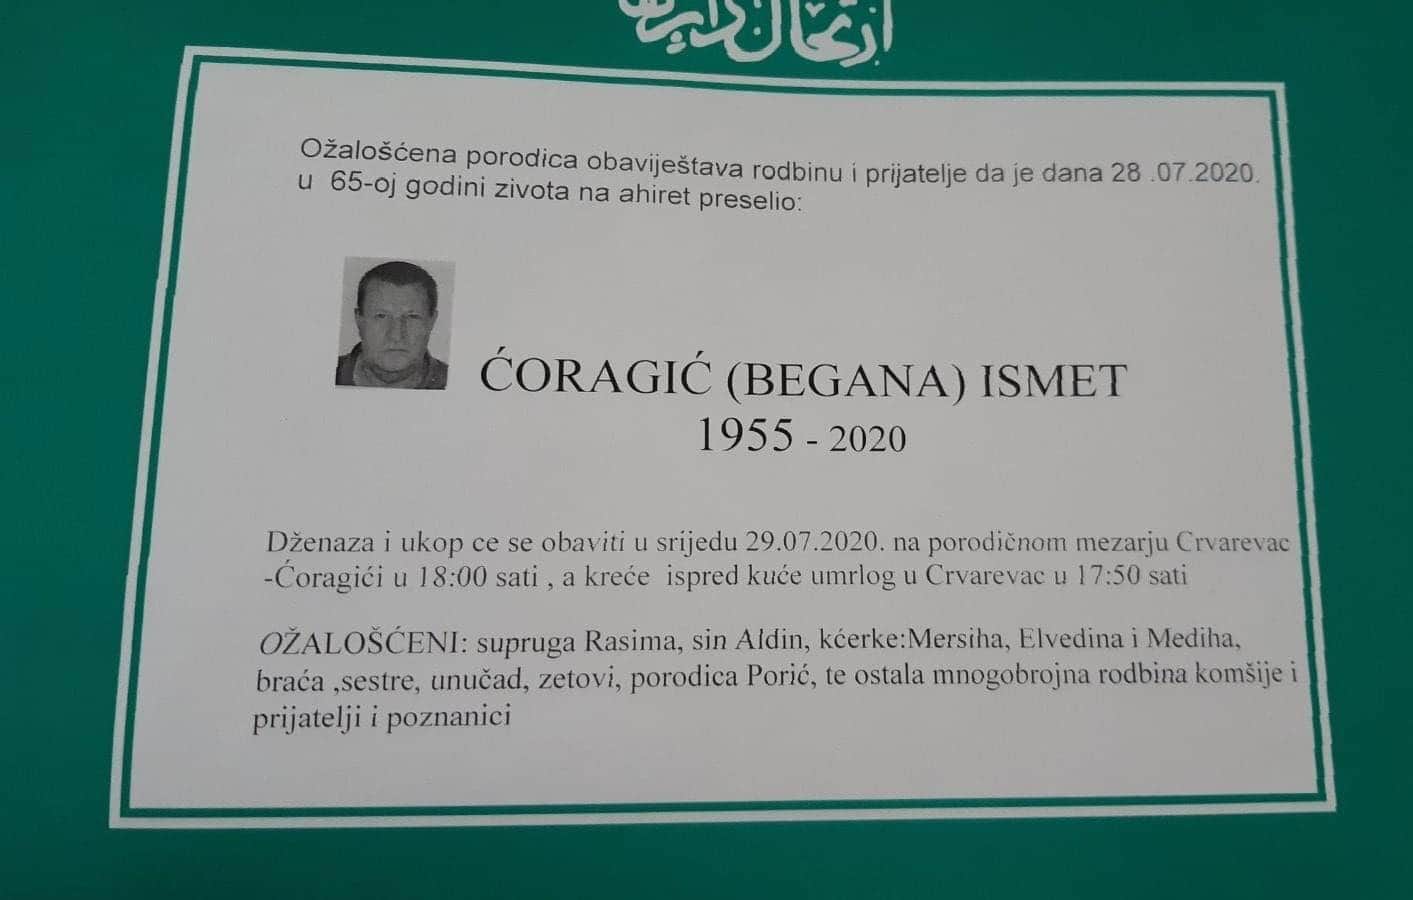 Ožalošćena porodica obaviještava rodbinu i prijatelje da je dana 28 .07.2020.
u 65-oj godini zivota na ahiret preselio:
ĆORAGIĆ (BEGANA) ISMET
1955 - 2020
Dženaza i ukop ce se obaviti u srijedu 29.07.2020. na porodičnom mezarju Crvarevac
-Ćoragići u 18:00 sati , a kreće ispred kuće umrlog u Crvarevac u 17:50 sati
OŽALOŠĆENI: supruga Rasima, sin Aldin, kćerke:Mersiha, Elvedina i Mediha,
braća ,sestre, unučad, zetovi, porodica Porić, te ostala mnogobrojna rodbina komšije i
prijatelji i poznanici